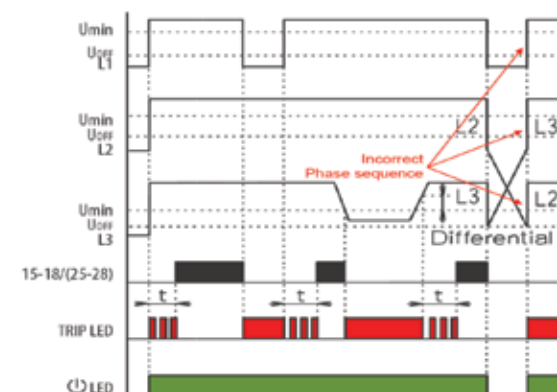 Umin
UOFF
L1
Umin
UOFF
L2
L2
L3
Incorrect
Phase sequence
L3
L2
Umin
UOFF
L3
Differential
15-18/(25-28)
t
t
t
TRIP LED
LED